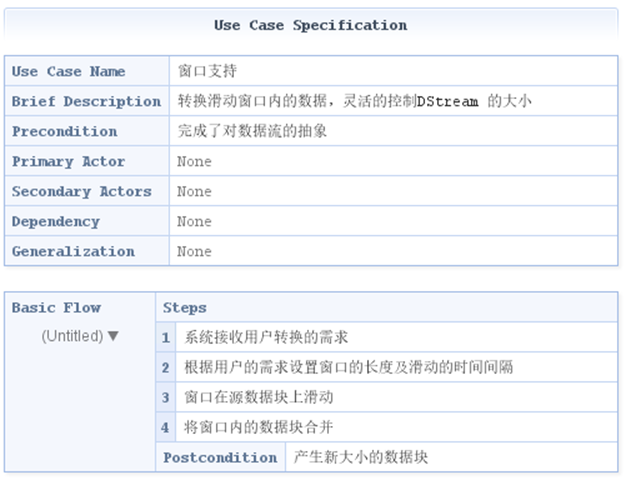 Use Case Specification
Use Case Name 窗口支持
Brief Description 转换滑动窗口内的数据，灵活的控制DStream 的大小
Precondition 完成了对数据流的抽象
Primary Actor None
Secondary Actors None
Dependency None
Generalization None
Basic Flow Steps
(Untitled) ▼
1 系统接收用户转换的需求
2 根据用户的需求设置窗口的长度及滑动的时间间隔
3 窗口在源数据块上滑动
4 将窗口内的数据块合并
Postcondition 产生新大小的数据块